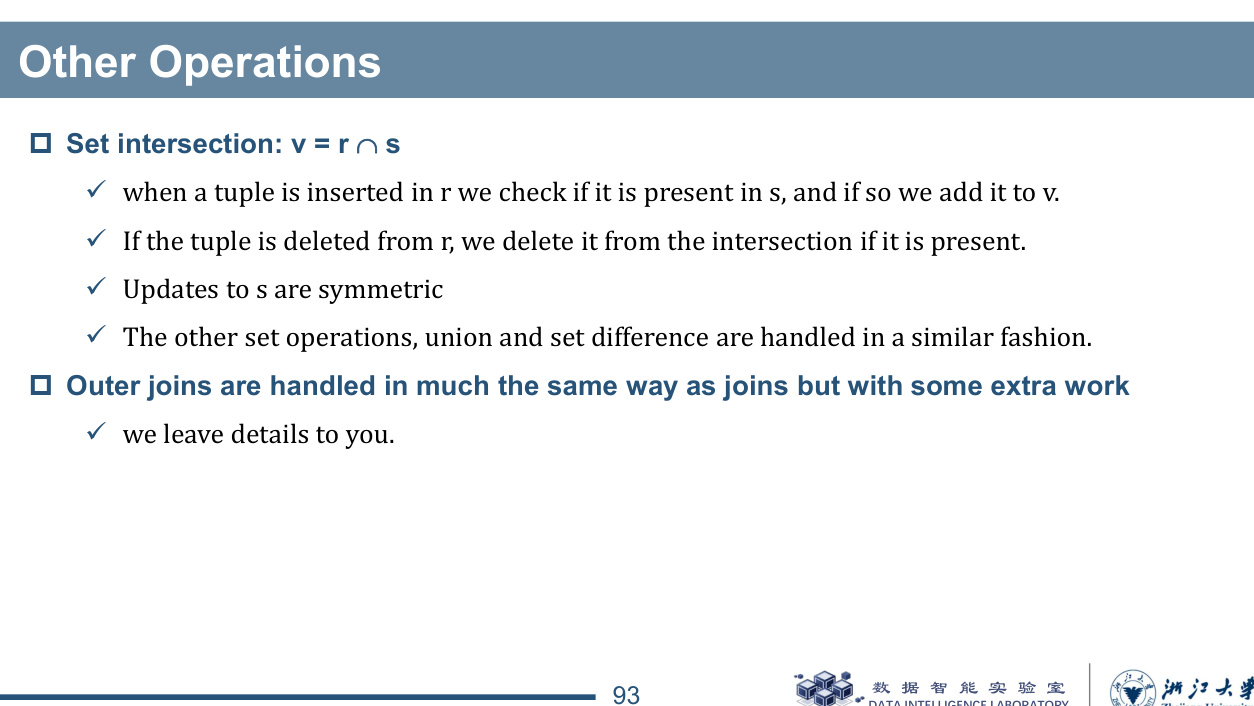 Other Operations
Set intersection: v = r ∩ s
when a tuple is inserted in r we check if it is present in s, and if so we add it to v.
If the tuple is deleted from r, we delete it from the intersection if it is present.
Updates to s are symmetric
The other set operations, union and set difference are handled in a similar fashion.
Outer joins are handled in much the same way as joins but with some extra work
we leave details to you.
93
数据智能实验室
DATA INTELLIGENCE LABORATORY
浙江大学